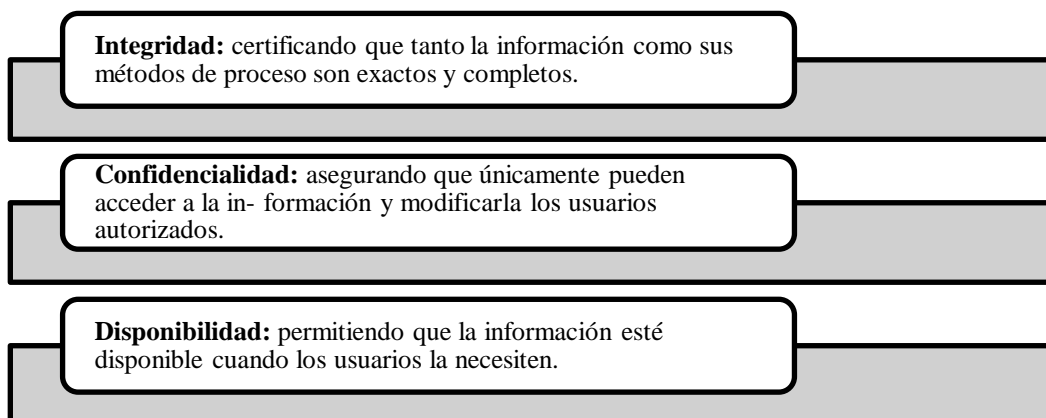 Integridad: certificando que tanto la información como sus
métodos de proceso son exactos y completos.
Confidencialidad: asegurando que únicamente pueden
acceder a la in- formación y modificarla los usuarios
autorizados.
Disponibilidad: permitiendo que la información esté
disponible cuando los usuarios la necesiten.